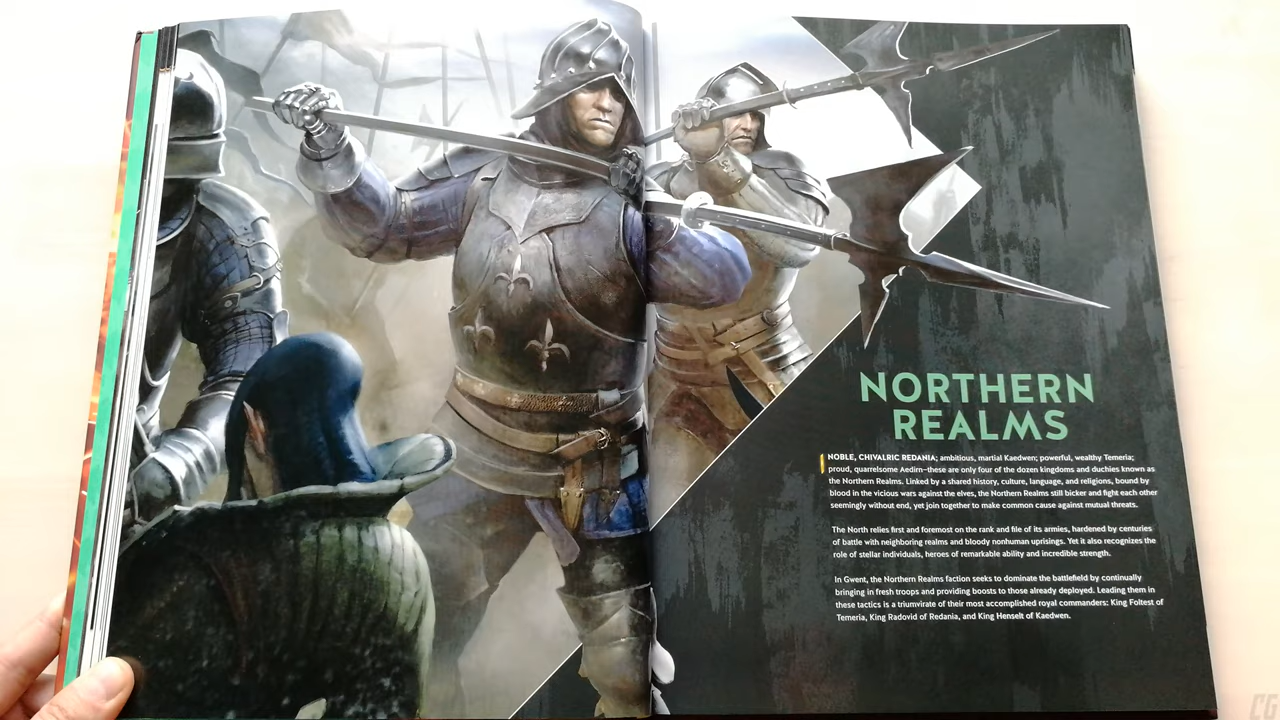 NORTHERN
REALMS
NOBLE, CHIVALRIC REDANIA; ambitious, martial Kaedwen; powerful, wealthy Temeria;
proud, quarrelsome Aedirn–these are only four of the dozen kingdoms and duchies known as
the Northern Realms. Linked by a shared history, culture, language, and religions, bound by
blood in the vicious wars against the elves, the Northern Realms still bicker and fight each other
seemingly without end, yet join together to make common cause against mutual threats.
The North relies first and foremost on the rank and file of its armies, hardened by centuries
of battle with neighboring realms and bloody nonhuman uprisings. Yet it also recognizes the
role of stellar individuals, heroes of remarkable ability and incredible strength.
In Gwent, the Northern Realms faction seeks to dominate the battlefield by continually
bringing in fresh troops and providing boosts to those already deployed. Leading them in
these tactics is a triumvirate of their most accomplished royal commanders: King Foltest of
Temeria, King Radovid of Redania, and King Henselt of Kaedwen.
CG